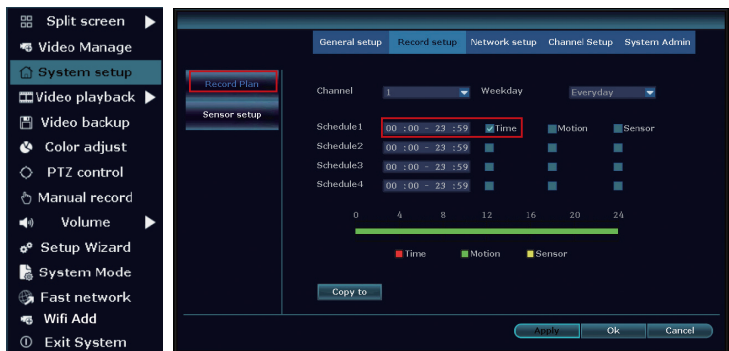 Split screen
Video Manage
System setup
Video playback
Video backup
Color adjust
PTZ control
Manual record
Volume
Setup Wizard
System Mode
Fast network
Wifi Add
Exit System
General setup Record setup Network setup Channel Setup System Admin
Record Plan
Sensor setup
Channel 1 Weekday Everyday
Schedule1 00 :00 - 23 :59 Time Motion Sensor
Schedule2 00 :00 - 23 :59
Schedule3 00 :00 - 23 :59
Schedule4 00 :00 - 23 :59
0 4 8 12 16 20 24
Time Motion Sensor
Copy to
Apply Ok Cancel